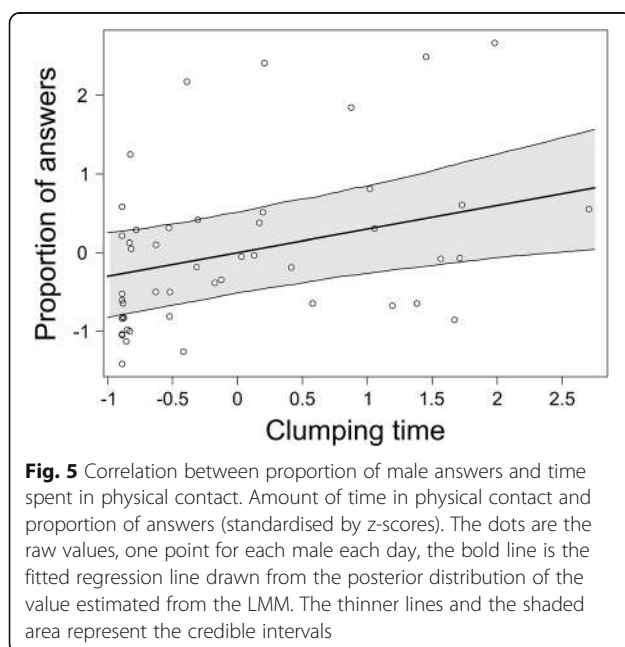 Proportion of answers
2
1
0
-1
-1
-0.5
0
0.5
1
1.5
2
2.5
Clumping time
Fig. 5 Correlation between proportion of male answers and time
spent in physical contact. Amount of time in physical contact and
proportion of answers (standardised by z-scores). The dots are the
raw values, one point for each male each day, the bold line is the
fitted regression line drawn from the posterior distribution of the
value estimated from the LMM. The thinner lines and the shaded
area represent the credible intervals